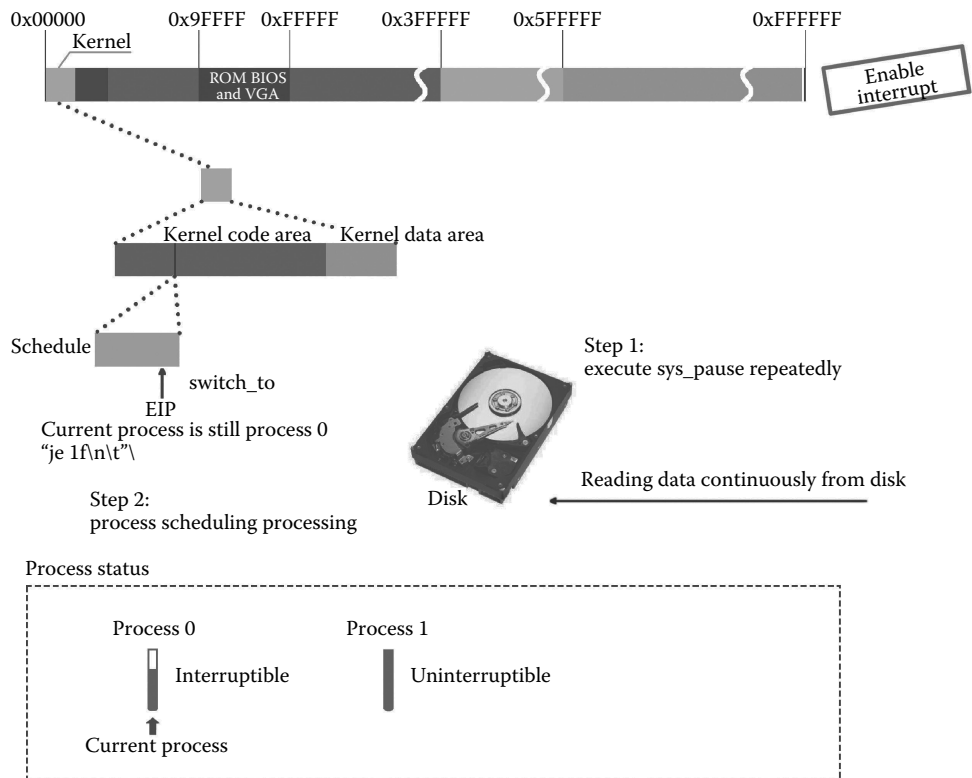 0x00000 0x9FFFF 0xFFFFF 0x3FFFFF 0x5FFFFF 0xFFFFFF
Kernel
ROM BIOS
and VGA
Enable
interrupt
Kernel code area Kernel data area
Schedule
switch_to
EIP
Current process is still process 0
“je 1f\n\t”\
Step 1:
execute sys_pause repeatedly
Disk
Reading data continuously from disk
Step 2:
process scheduling processing
Process status
Process 0 Process 1
Interruptible Uninterruptible
Current process